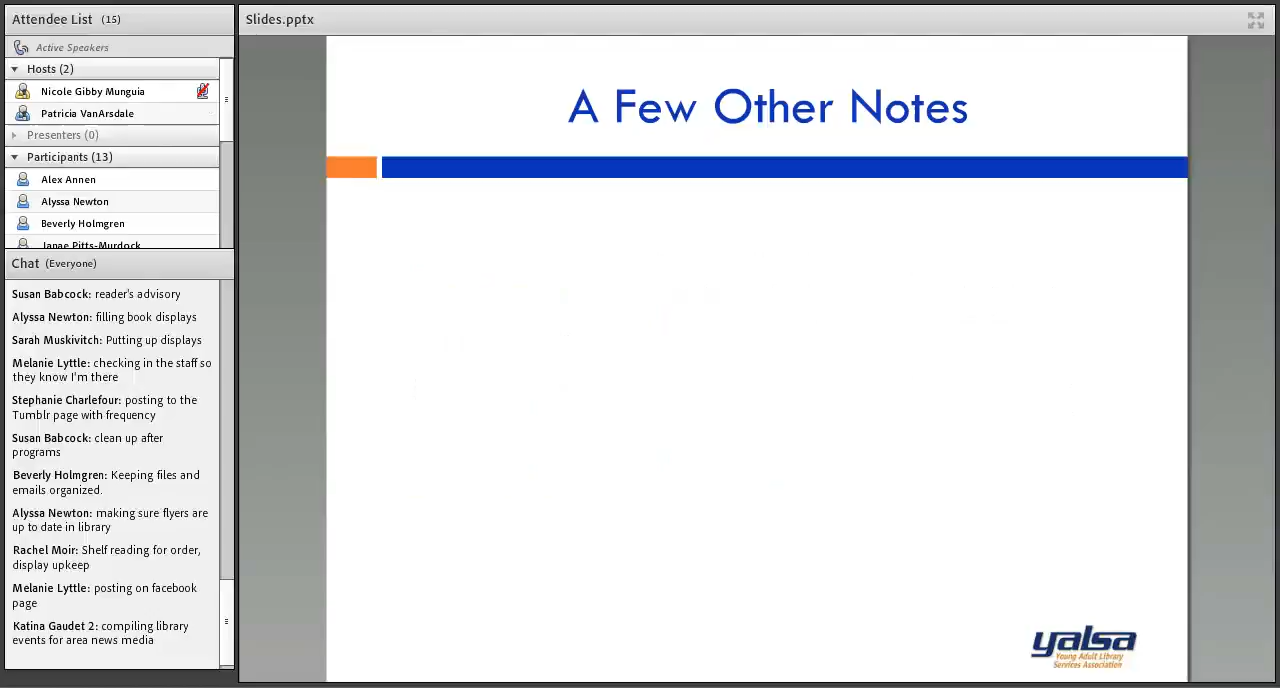 Attendee List (15)
Active Speakers
Hosts (2)
Nicole Gibby Munguia
Patricia VanArsdale
Presenters (0)
Participants (13)
Alex Annen
Alyssa Newton
Beverly Holmgren
Janae Pitts-Murdock
Chat (Everyone)
Susan Babcock: reader's advisory
Alyssa Newton: filling book displays
Sarah Muskivitch: Putting up displays
Melanie Lyttle: checking in the staff so
they know I'm there
Stephanie Charlefour: posting to the
Tumblr page with frequency
Susan Babcock: clean up after
programs
Beverly Holmgren: Keeping files and
emails organized.
Alyssa Newton: making sure flyers are
up to date in library
Rachel Moir: Shelf reading for order,
display upkeep
Melanie Lyttle: posting on facebook
page
Katina Gaudet 2: compiling library
events for area news media
Slides.pptx
A Few Other Notes
yalsa
Young Adult Library
Services Association